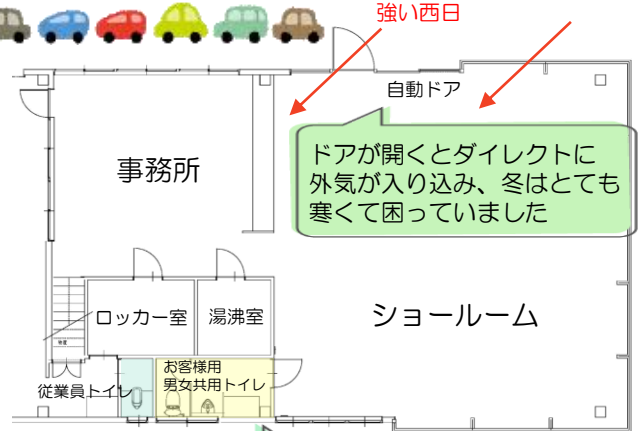 強い西日
自動ドア
ドアが開くとダイレクトに
外気が入り込み、冬はとても
寒くて困っていました
事務所
ショールーム
ロッカー室
湯沸室
お客様用
男女共用トイレ
従業員トイレ